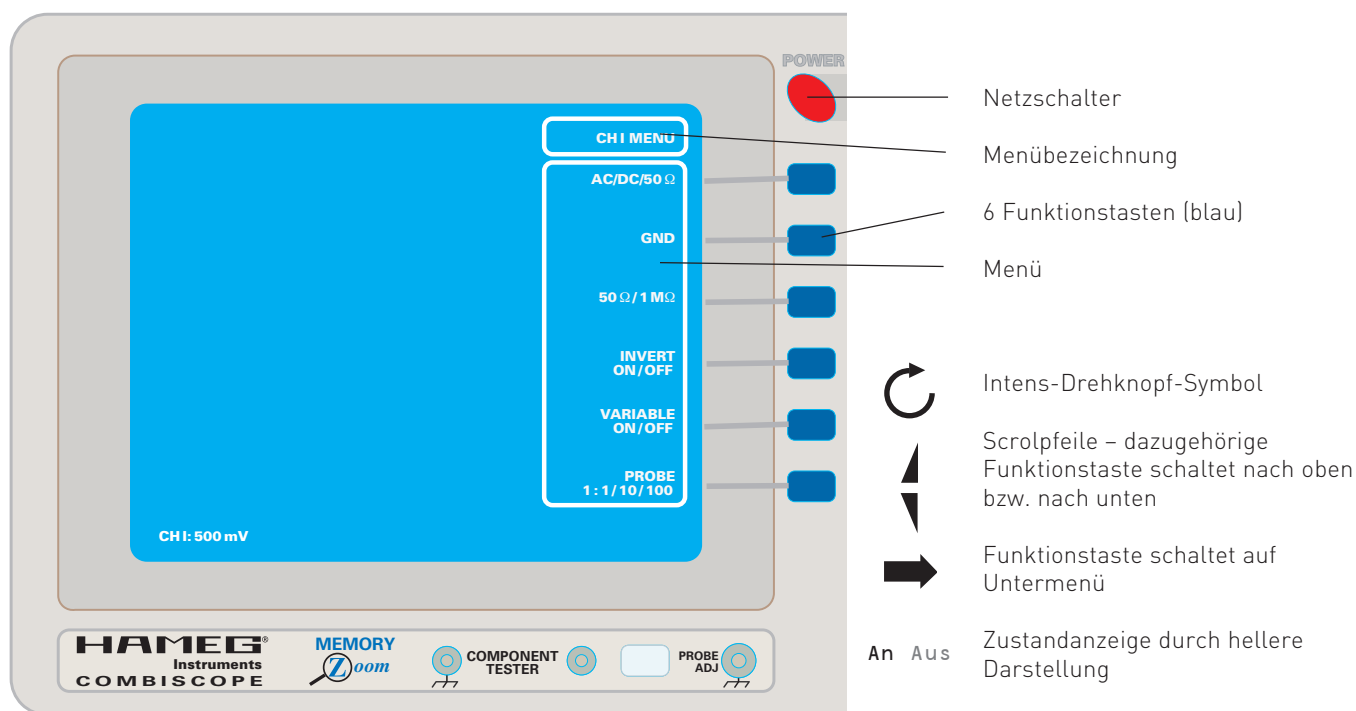 POWER
CH I MENÜ
AC/DC/50 Ω
GND
50 Ω / 1 MΩ
INVERT
ON/OFF
VARIABLE
ON/OFF
PROBE
1 : 1 / 10 / 100
CH I: 500 mV
HAMEG®
Instruments
COMBISCOPE
MEMORY
Zoom
COMPONENT
TESTER
PROBE
ADJ
Netzschalter
Menübezeichnung
6 Funktionstasten (blau)
Menü
Intens-Drehknopf-Symbol
Scrolpfeile – dazugehörige
Funktionstaste schaltet nach oben
bzw. nach unten
Funktionstaste schaltet auf
Untermenü
An Aus
Zustandanzeige durch hellere
Darstellung